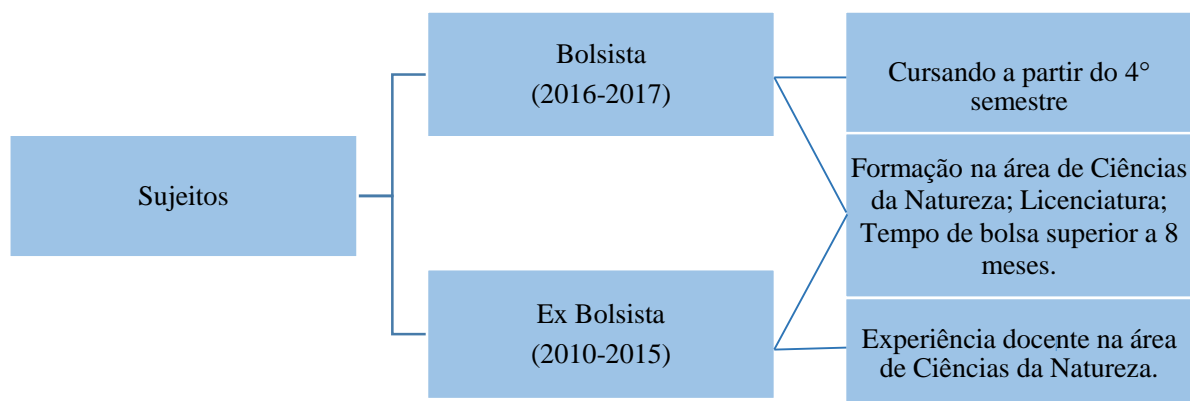 Sujeitos
Bolsista
(2016-2017)
Ex Bolsista
(2010-2015)
Cursando a partir do 4° 
semestre
Formação na área de Ciências
da Natureza; Licenciatura;
Tempo de bolsa superior a 8
meses.
Experiência docente na área
de Ciências da Natureza.